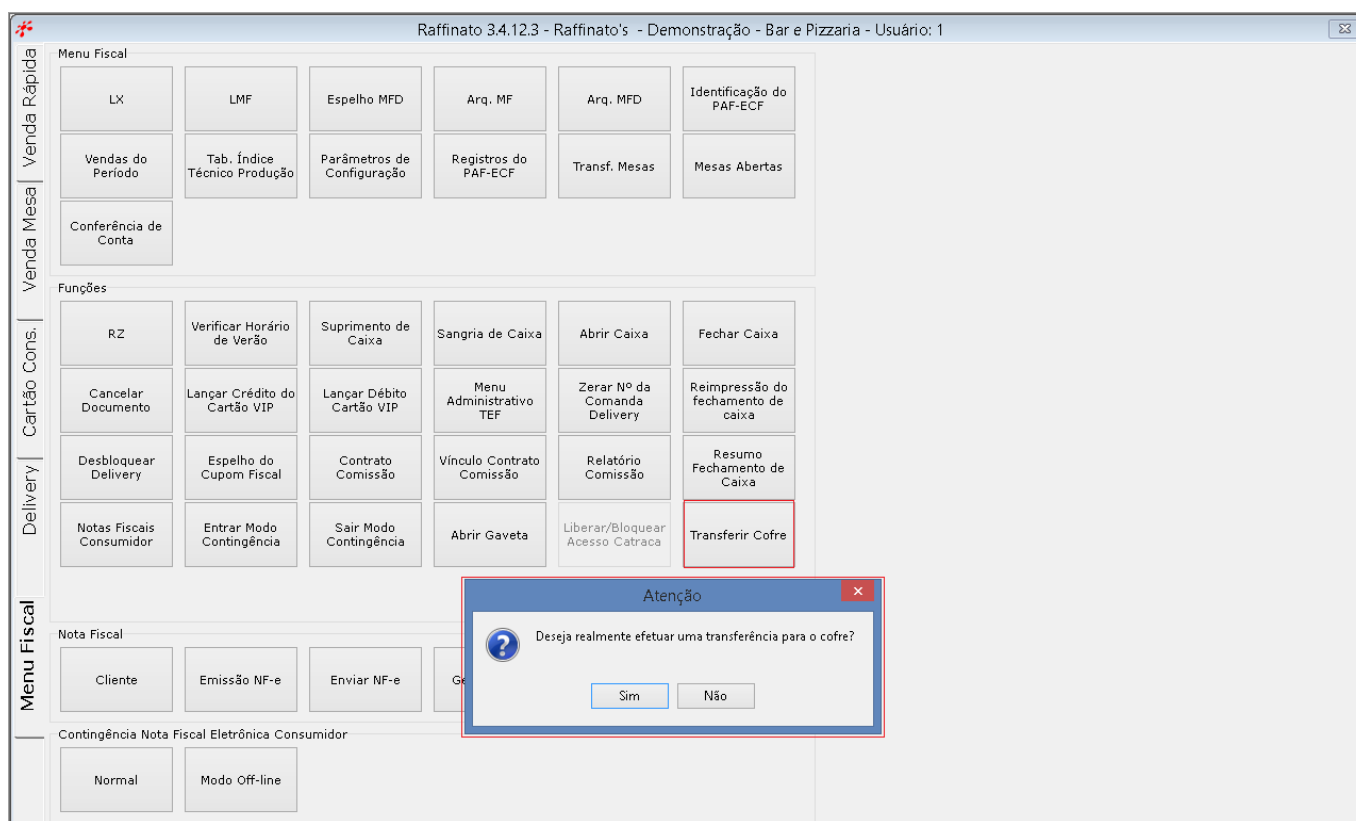 Raffinato 3.4.12.3 - Raffinato's - Demonstração - Bar e Pizzaria - Usuário: 1
Venda Rápida
Venda Mesa
Cartão Cons.
Delivery
Menu Fiscal
Menu Fiscal
LX
LMF
Espelho MFD
Arq. MF
Arq. MFD
Identificação do
PAF-ECF
Vendas do
Período
Tab. Índice
Técnico Produção
Parâmetros de
Configuração
Registros do
PAF-ECF
Transf. Mesas
Mesas Abertas
Conferência de
Conta
Funções
RZ
Verificar Horário
de Verão
Suprimento de
Caixa
Sangria de Caixa
Abrir Caixa
Fechar Caixa
Cancelar
Documento
Lançar Crédito do
Cartão VIP
Lançar Débito
Cartão VIP
Menu
Administrativo
TEF
Zerar Nº da
Comanda
Delivery
Reimpressão do
fechamento de
caixa
Desbloquear
Delivery
Espelho do
Cupom Fiscal
Contrato
Comissão
Vínculo Contrato
Comissão
Relatório
Comissão
Resumo
Fechamento de
Caixa
Notas Fiscais
Consumidor
Entrar Modo
Contingência
Sair Modo
Contingência
Abrir Gaveta
Liberar/Bloquear
Acesso Catraca
Transferir Cofre
Atenção
Deseja realmente efetuar uma transferência para o cofre?
Sim
Não
Nota Fiscal
Cliente
Emissão NF-e
Enviar NF-e
Contingência Nota Fiscal Eletrônica Consumidor
Normal
Modo Off-line